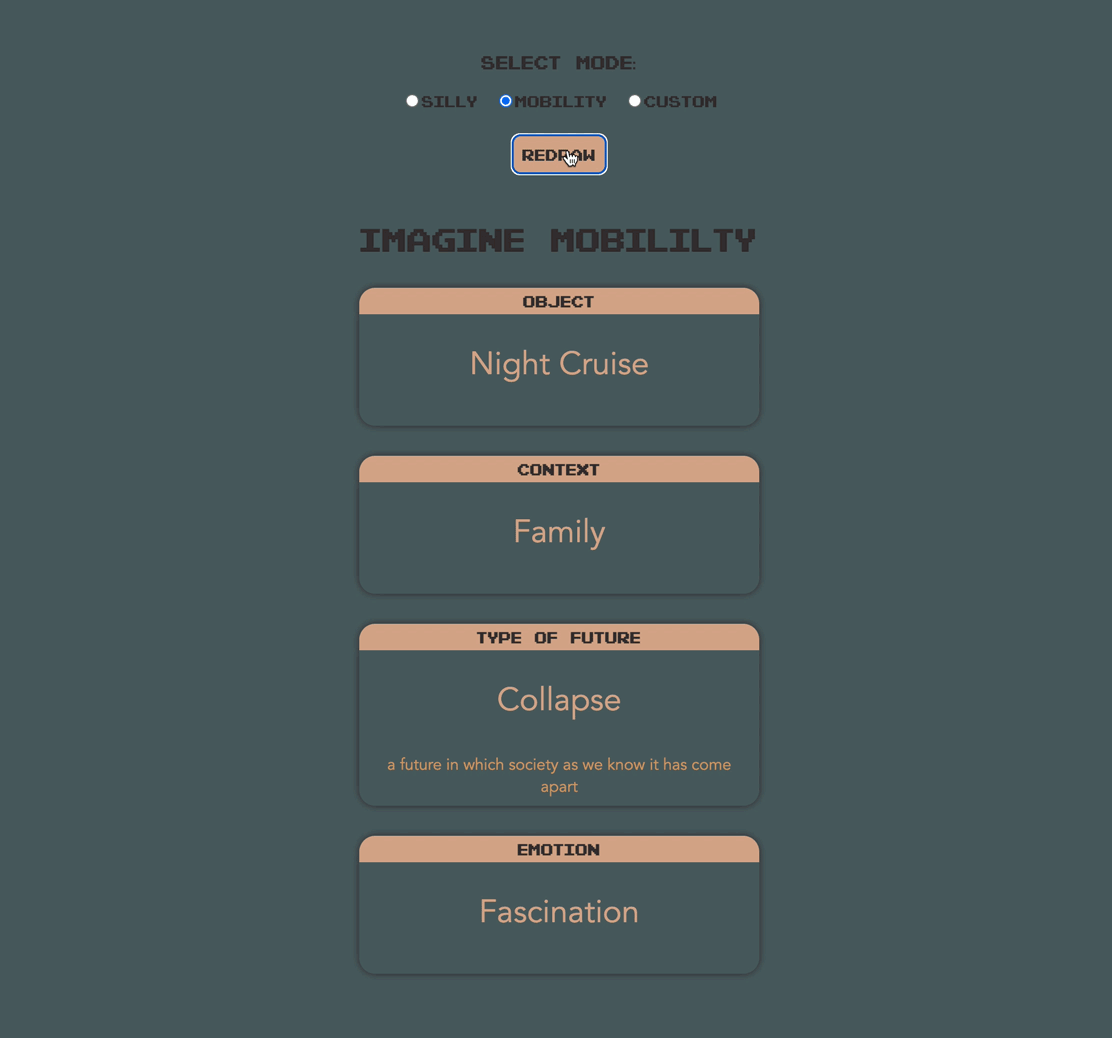 SELECT MODE:
SILLY MOBILITY CUSTOM
REDRAW
IMAGINE MOBILILTY
OBJECT
Night Cruise
CONTEXT
Family
TYPE OF FUTURE
Collapse
a future in which society as we know it has come
apart
EMOTION
Fascination